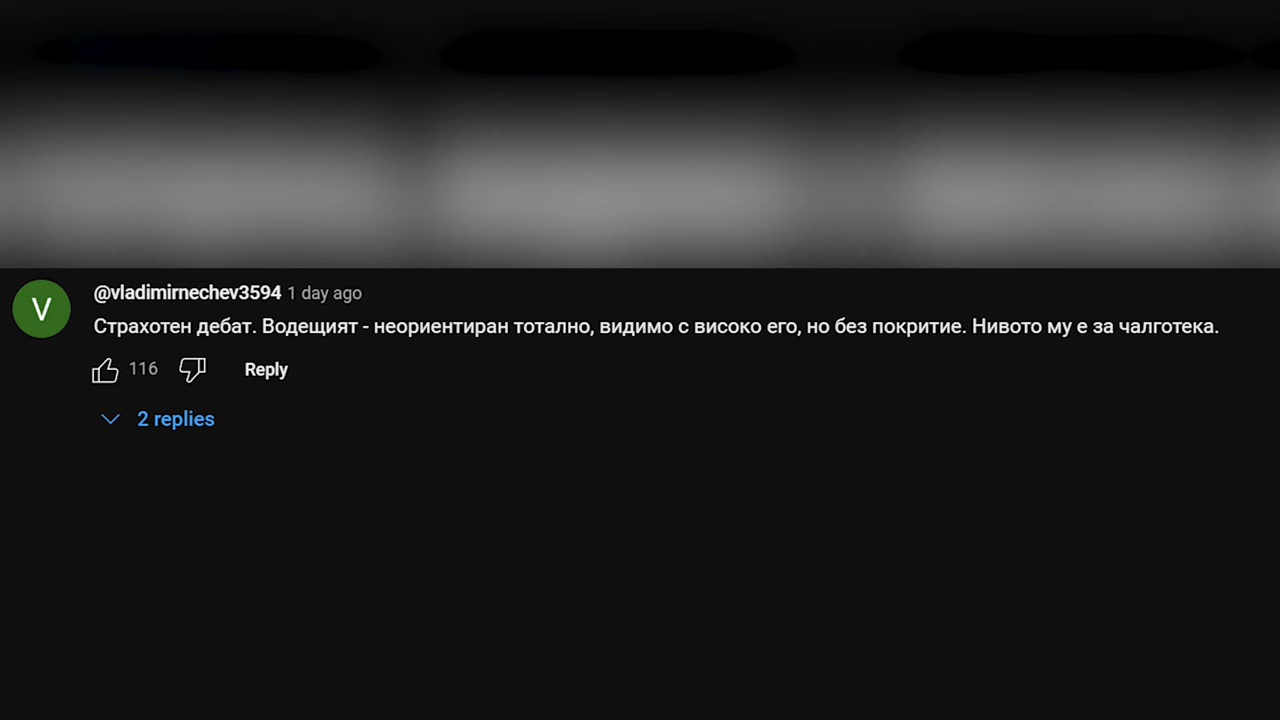 V
@vladimirnechev3594 1 day ago
Страхотен дебат. Водещият - неориентиран тотално, видимо с високо его, но без покритие. Нивото му е за чалготека.
116 Reply
2 replies